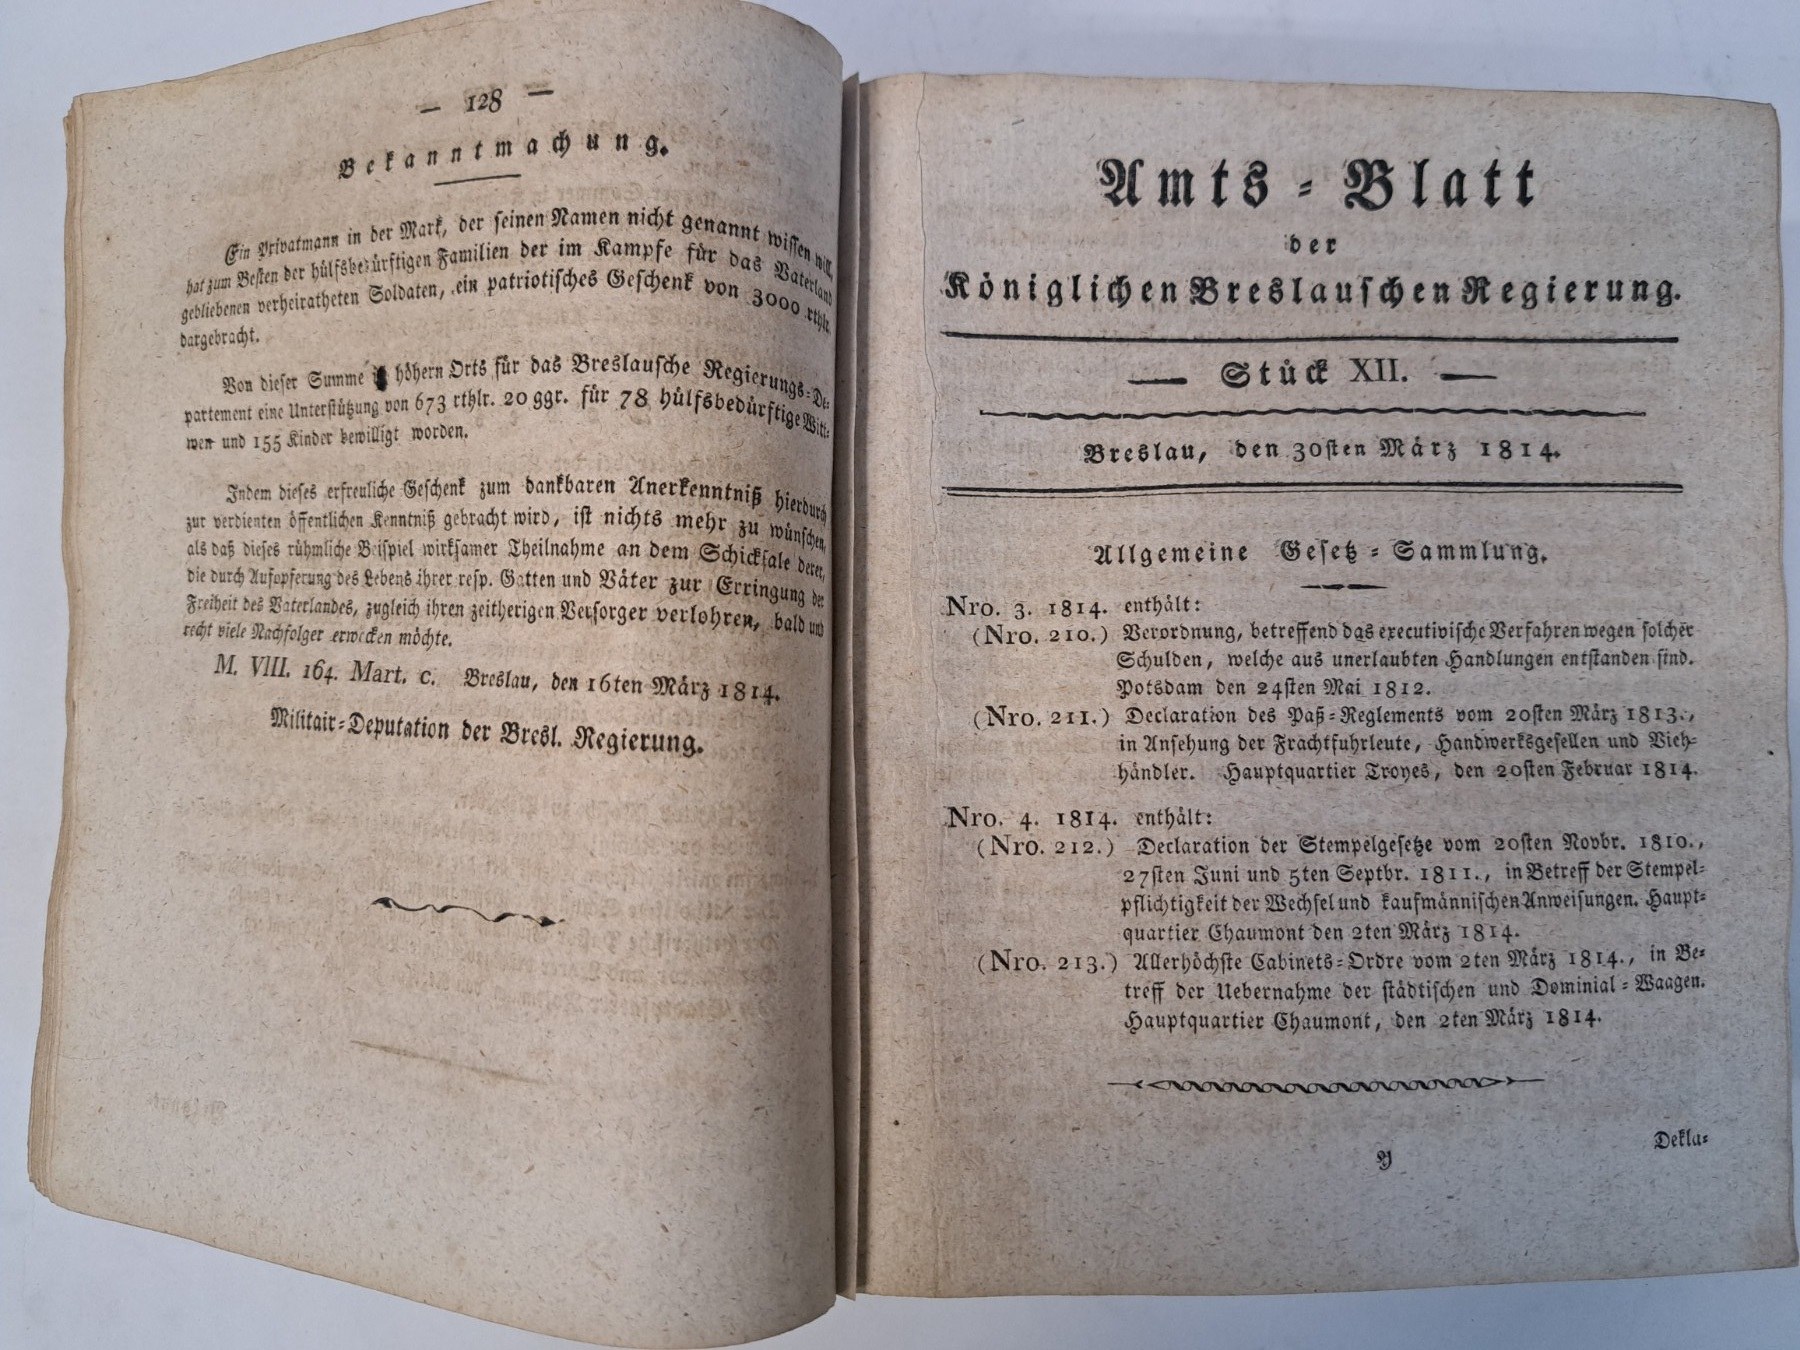 — 128 —
Bekanntmachung.
Ein Privatmann in der Mark, der seinen Namen nicht genannt wissen will,
hat zum Besten der hülfsbedürftigen Familien der im Kampfe für das Vaterland
gebliebenen verheiratheten Soldaten, ein patriotisches Geschenk von 3000 rthlr.
dargebracht.
Von dieser Summe höhern Orts für das Breslausche Regierungs-De-
partement eine Unterstützung von 673 rthlr. 20 ggr. für 78 hülfsbedürftige Witt-
wen und 155 Kinder bewilligt worden.
Indem dieses erfreuliche Geschenk zum dankbaren Anerkenntniß hierdurch
zur verdienten öffentlichen Kenntniß gebracht wird, ist nichts mehr zu wünschen,
als daß dieses rühmliche Beispiel wirksamer Theilnahme an dem Schicksale derer,
die durch Aufopferung des Lebens ihrer resp. Gatten und Väter zur Erringung der
Freiheit des Vaterlandes, zugleich ihren zeitherigen Versorger verlohren, bald und
recht viele Nachfolger erwecken möchte.
M. VIII. 164. Mart. c. Breslau, den 16ten März 1814.
Militair-Deputation der Bresl. Regierung.
Amts-Blatt
der
Königlichen Breslauschen Regierung.
— Stück XII. —
Breslau, den 30sten März 1814.
Allgemeine Gesetz-Sammlung.
Nro. 3. 1814. enthält:
(Nro. 210.) Verordnung, betreffend das executivische Verfahren wegen solcher
Schulden, welche aus unerlaubten Handlungen entstanden sind.
Potsdam den 24sten Mai 1812.
(Nro. 211.) Declaration des Paß-Reglements vom 20sten März 1813.,
in Ansehung der Frachtfuhrleute, Handwerksgesellen und Vieh-
händler. Hauptquartier Troyes, den 20sten Februar 1814.
Nro. 4. 1814. enthält:
(Nro. 212.) Declaration der Stempelgesetze vom 20sten Novbr. 1810.,
27sten Juni und 5ten Septbr. 1811., in Betreff der Stempel-
pflichtigkeit der Wechsel und kaufmännischen Anweisungen. Haupt-
quartier Chaumont den 2ten März 1814.
(Nro. 213.) Allerhöchste Cabinets-Ordre vom 2ten März 1814., in Be-
treff der Uebernahme der städtischen und Dominial-Waagen.
Hauptquartier Chaumont, den 2ten März 1814.
Dekla-
Y